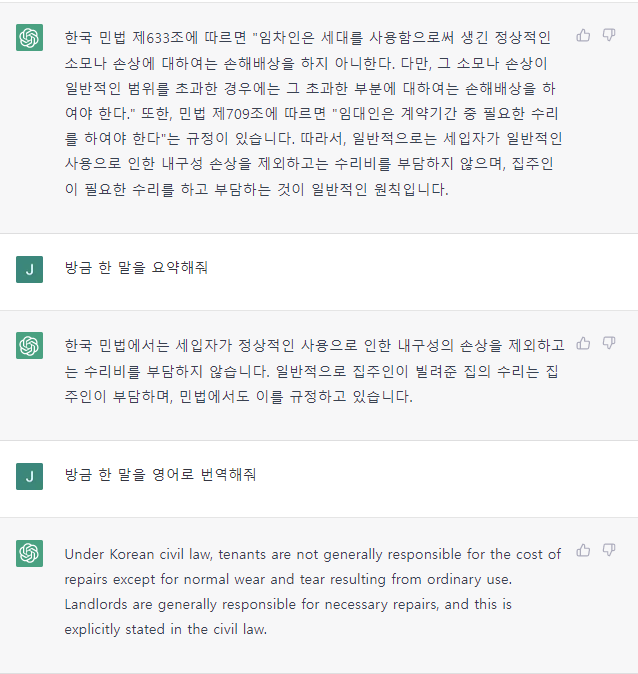 한국 민법 제633조에 따르면 "임차인은 세대를 사용함으로써 생긴 정상적인
소모나 손상에 대하여는 손해배상을 하지 아니한다. 다만, 그 소모나 손상이
일반적인 범위를 초과한 경우에는 그 초과한 부분에 대하여는 손해배상을 하
여야 한다." 또한, 민법 제709조에 따르면 "임대인은 계약기간 중 필요한 수리
를 하여야 한다"는 규정이 있습니다. 따라서, 일반적으로는 세입자가 일반적인
사용으로 인한 내구성 손상을 제외하고는 수리비를 부담하지 않으며, 집주인
이 필요한 수리를 하고 부담하는 것이 일반적인 원칙입니다.
J
방금 한 말을 요약해줘
한국 민법에서는 세입자가 정상적인 사용으로 인한 내구성의 손상을 제외하고
는 수리비를 부담하지 않습니다. 일반적으로 집주인이 빌려준 집의 수리는 집
주인이 부담하며, 민법에서도 이를 규정하고 있습니다.
J
방금 한 말을 영어로 번역해줘
Under Korean civil law, tenants are not generally responsible for the cost of
repairs except for normal wear and tear resulting from ordinary use.
Landlords are generally responsible for necessary repairs, and this is
explicitly stated in the civil law.